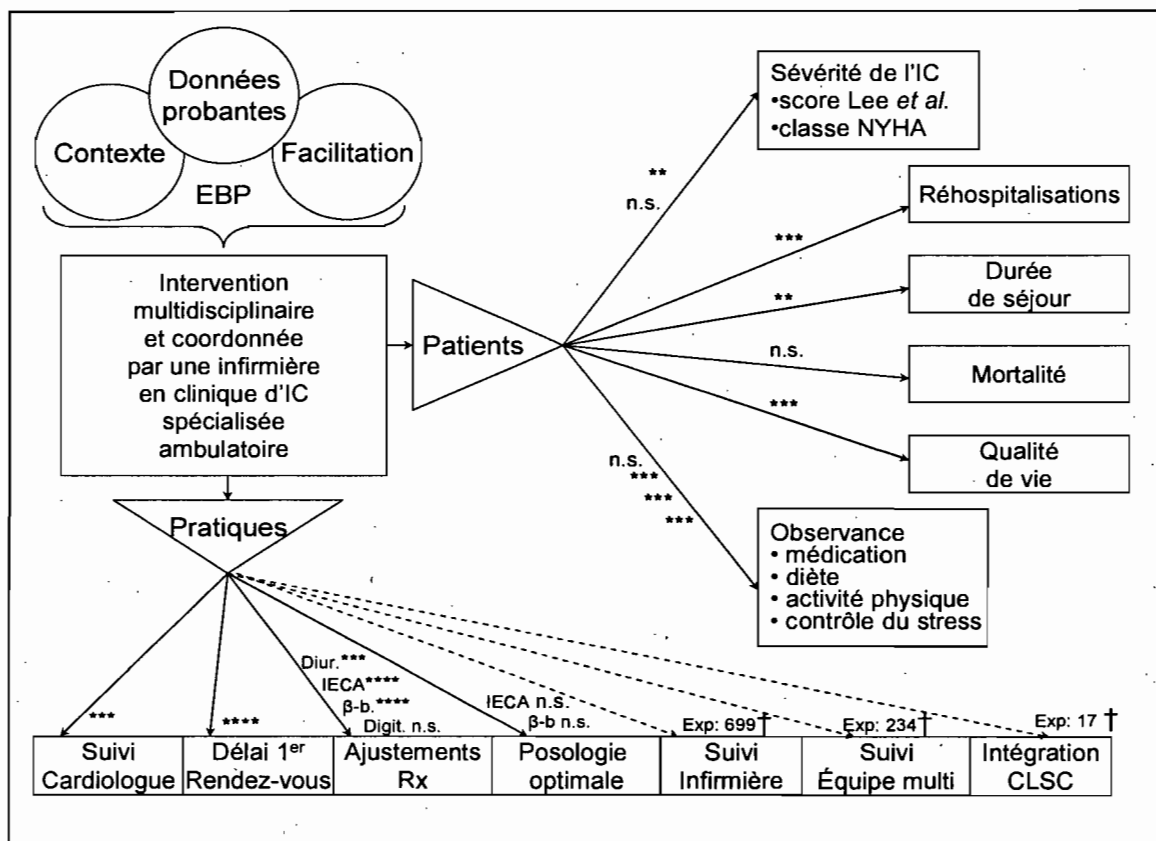 Données
probantes
Contexte
Facilitation
EBP
Intervention
multidisciplinaire
et coordonnée
par une infirmière
en clinique d'IC
spécialisée
ambulatoire
Patients
**
n.s.
Sévérité de l'IC
•score Lee et al.
•classe NYHA
***
Réhospitalisations
**
Durée
de séjour
n.s.
Mortalité
***
Qualité
de vie
n.s.
***
***
***
Observance
• médication
• diète
• activité physique
• contrôle du stress
Pratiques
***
Suivi
Cardiologue
****
Délai 1er
Rendez-vous
Diur.***
IECA****
β-b.****
Digit. n.s.
Ajustements
Rx
IECA n.s.
β-b n.s.
Posologie
optimale
Exp: 699†
Suivi
Infirmière
Exp: 234†
Suivi
Équipe multi
Exp: 17 †
Intégration
CLSC